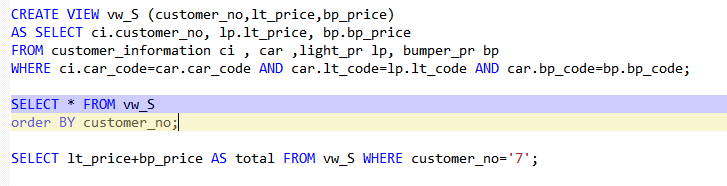 CREATE VIEW vw_S (customer_no,lt_price,bp_price)
AS SELECT ci.customer_no, lp.lt_price, bp.bp_price
FROM customer_information ci , car ,light_pr lp, bumper_pr bp
WHERE ci.car_code=car.car_code AND car.lt_code=lp.lt_code AND car.bp_code=bp.bp_code;
SELECT * FROM vw_S
order BY customer_no;
SELECT lt_price+bp_price AS total FROM vw_S WHERE customer_no='7';